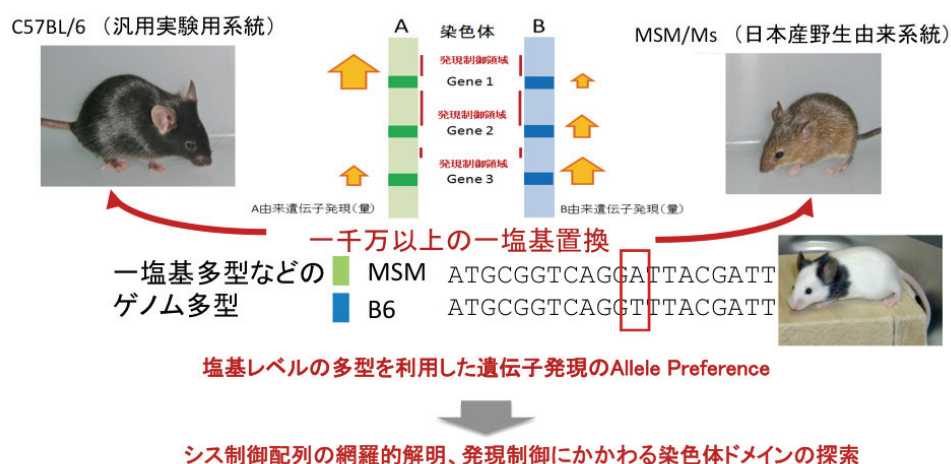 C57BL/6 （汎用実験用系統）
A 染色体 B
MSM/Ms （日本産野生由来系統）
発現制御領域
Gene 1
発現制御領域
Gene 2
発現制御領域
Gene 3
A由来遺伝子発現(量)
B由来遺伝子発現(量)
一千万以上の一塩基置換
一塩基多型などの
ゲノム多型
MSM ATGCGGTCAGGATTACGATT
B6 ATGCGGTCAGGTTTACGATT
塩基レベルの多型を利用した遺伝子発現のAllele Preference
シス制御配列の網羅的解明、発現制御にかかわる染色体ドメインの探索